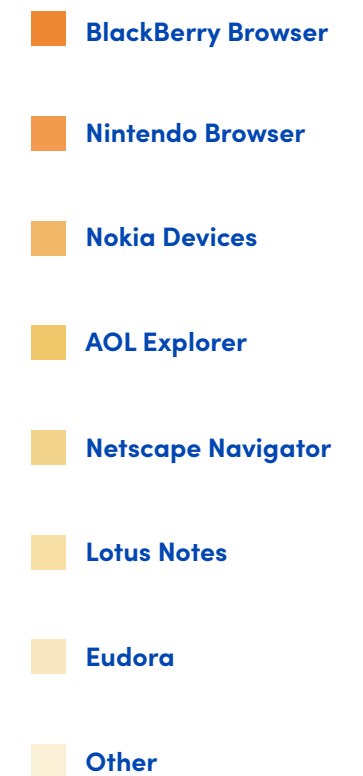 BlackBerry Browser
Nintendo Browser
Nokia Devices
AOL Explorer
Netscape Navigator
Lotus Notes
Eudora
Other